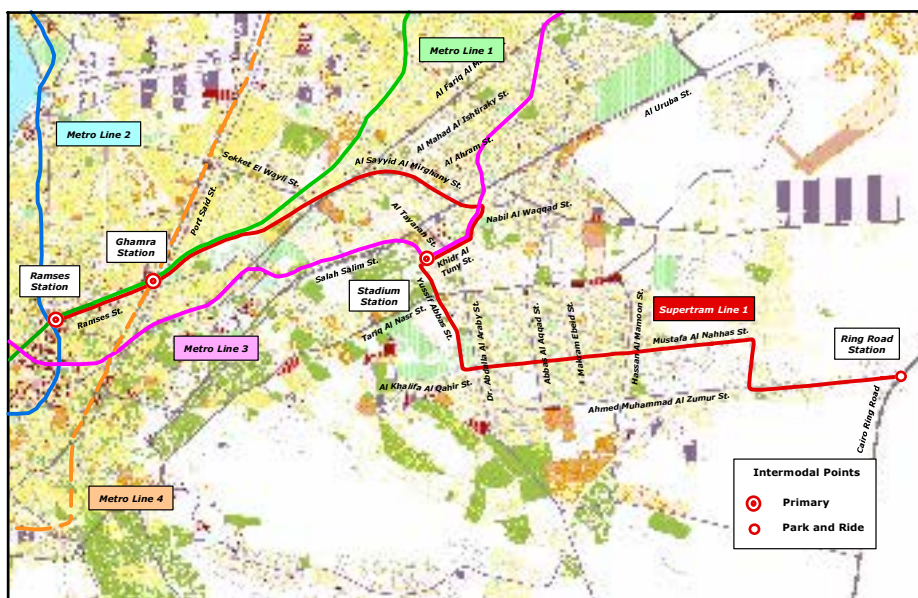 Metro Line 1
Al Fariq Al
Al Mahad Al Ishtiraky St.
Al Uruba St.
Metro Line 2
Al Ahram St.
Sekket El Wayli St.
Al Sayyid Al Mirghany St.
Port Said St.
Nabil Al Waqqad St.
Al Tayarah St.
Ghamra
Station
Khidr Al
Tuny St.
Ramses
Station
Salah Salim St.
Stadium
Station
Yussif Abbas St.
Ramses St.
Tariq Al Nasr St.
Metro Line 3
Dr. Abdalla Al Araby St.
Abbas Al Aqqad St.
Makram Ebeid St.
Hassan Al Mamoon St.
Supertram Line 1
Mustafa Al Nahhas St.
Ring Road
Station
Al Khalifa Al Qahir St.
Ahmed Muhammad Al Zumur St.
Cairo Ring Road
Metro Line 4
Intermodal Points
Primary
Park and Ride